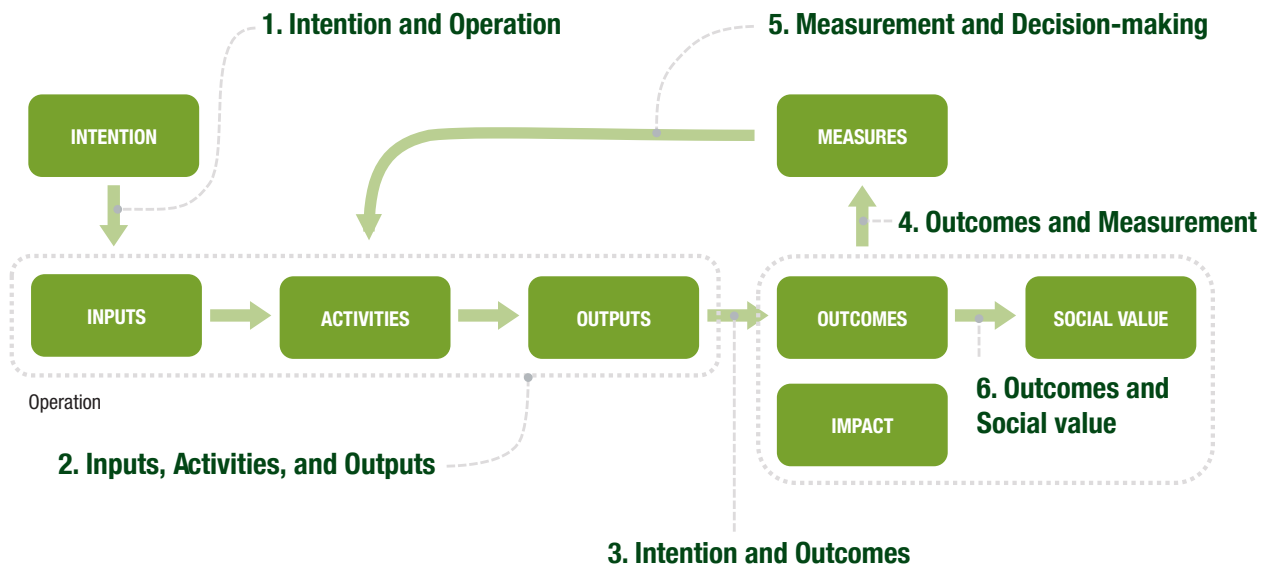 1. Intention and Operation
5. Measurement and Decision-making
INTENTION
MEASURES
4. Outcomes and Measurement
INPUTS
ACTIVITIES
OUTPUTS
OUTCOMES
SOCIAL VALUE
Operation
6. Outcomes and
Social value
IMPACT
2. Inputs, Activities, and Outputs
3. Intention and Outcomes